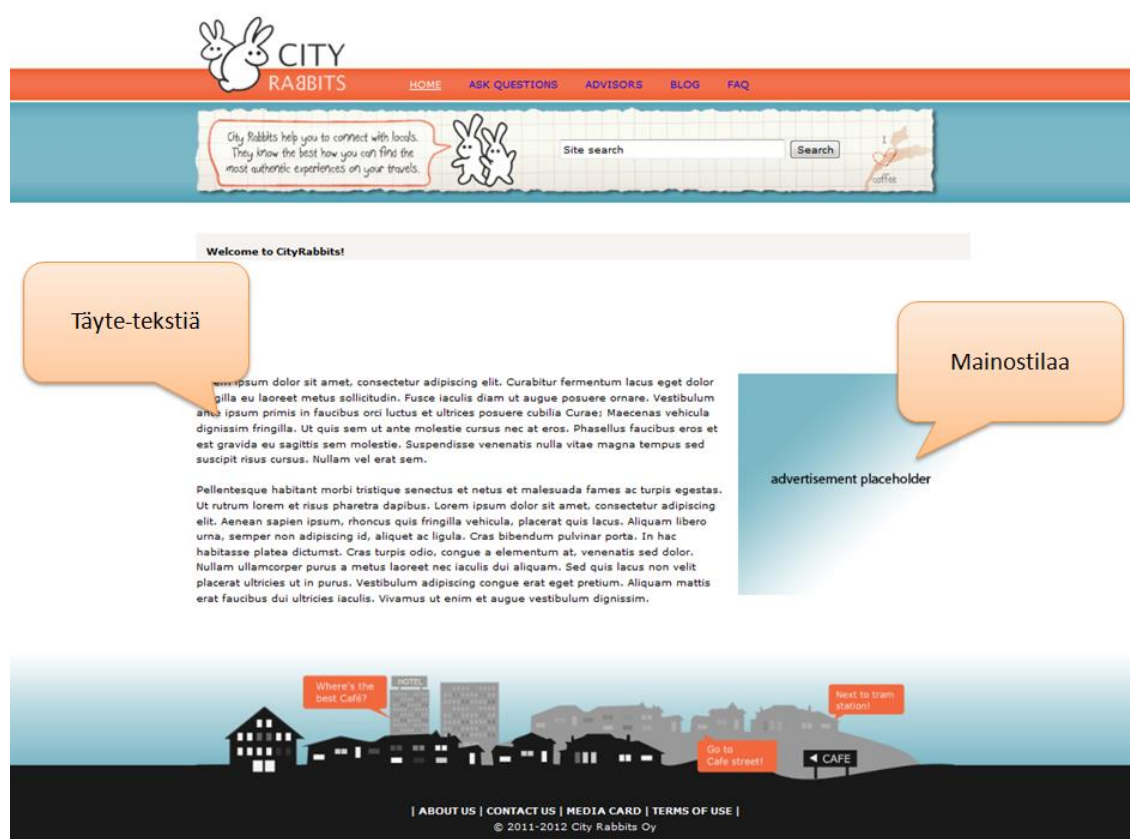 CITY
RABBITS
HOME ASK QUESTIONS ADVISORS BLOG FAQ
City Rabbits help you to connect with locals.
They know the best how you can find the
most authentic experiences on your travels.
Site search
Search
I
coffee
Welcome to CityRabbits!
Täyte-tekstiä
Mainostilaa
ipsum dolor sit amet, consectetur adipiscing elit. Curabitur fermentum lacus eget dolor
eu laoreet metus sollicitudin. Fusce iaculis diam ut augue posuere ornare. Vestibulum
ante ipsum primis in faucibus orci luctus et ultrices posuere cubilia Curae; Maecenas vehicula
dignissim fringilla. Ut quis sem ut ante molestie cursus nec at eros. Phasellus faucibus eros et
est gravida eu sagittis sem molestie. Suspendisse venenatis nulla vitae magna tempus sed
suscipit risus cursus. Nullam vel erat sem.
Pellentesque habitant morbi tristique senectus et netus et malesuada fames ac turpis egestas.
Ut rutrum lorem et risus pharetra dapibus. Lorem ipsum dolor sit amet, consectetur adipiscing
elit. Aenean sapien ipsum, rhoncus quis fringilla vehicula, placerat quis lacus. Aliquam libero
urna, semper non adipiscing id, aliquet ac ligula. Cras bibendum pulvinar porta. In hac
habitasse platea dictumst. Cras turpis odio, congue a elementum at, venenatis sed dolor.
Nullam ullamcorper purus a metus laoreet nec iaculis dui aliquam. Sed quis lacus non velit
placerat ultricies ut in purus. Vestibulum adipiscing congue erat eget pretium. Aliquam mattis
erat faucibus dui ultricies iaculis. Vivamus ut enim et augue vestibulum dignissim.
advertisement placeholder
Where's the
best Café?
HOTEL
Next to tram
station!
Go to
Cafe street!
CAFE
| ABOUT US | CONTACT US | MEDIA CARD | TERMS OF USE |
© 2011-2012 City Rabbits Oy